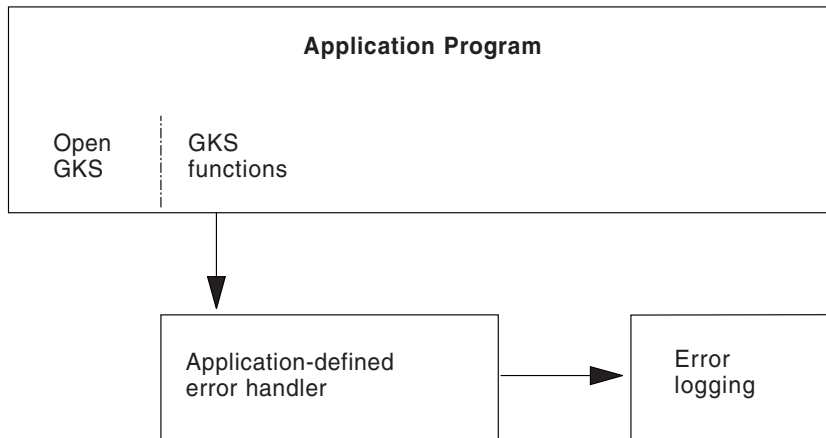 Application Program
Open
GKS
GKS
functions
Application-defined
error handler
Error
logging